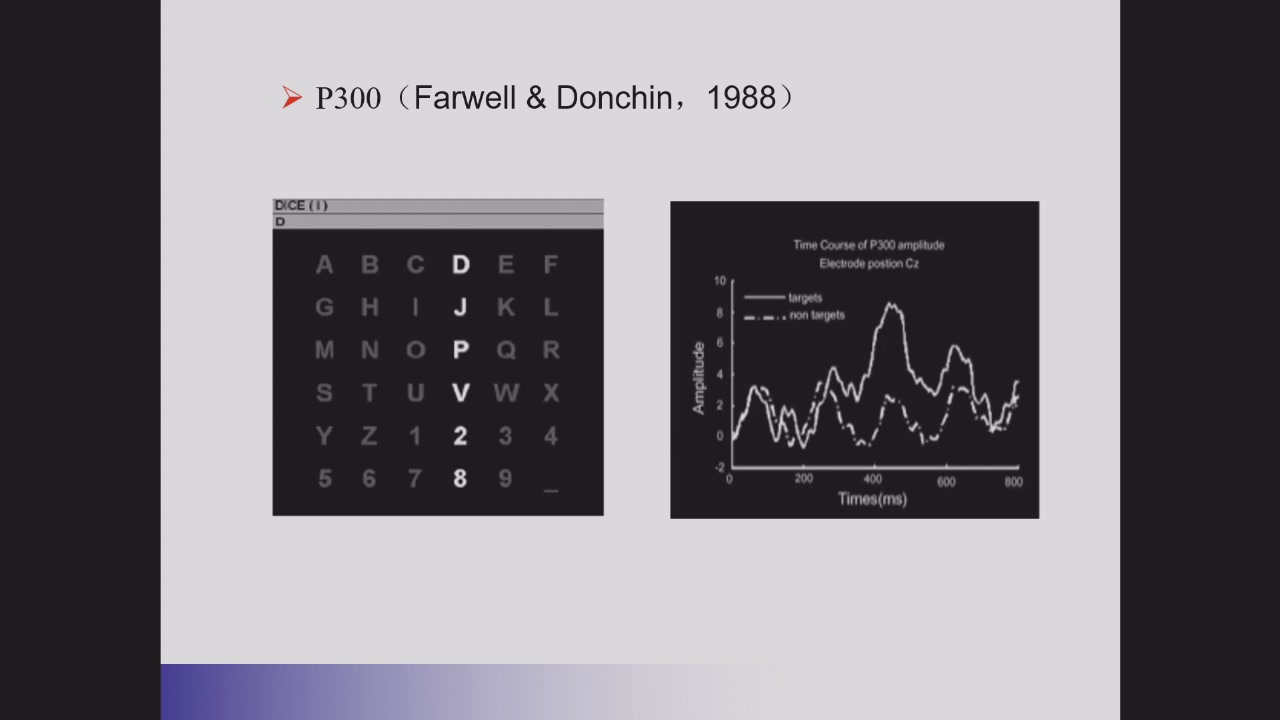 P300（Farwell & Donchin，1988）
DICE (I)
D
A B C D E F
G H I J K L
M N O P Q R
S T U V W X
Y Z 1 2 3 4
5 6 7 8 9 _
Time Course of P300 amplitude
Electrode postion Cz
targets
non targets
Amplitude
10
8
6
4
2
0
-2
0 200 400 600 800
Times(ms)